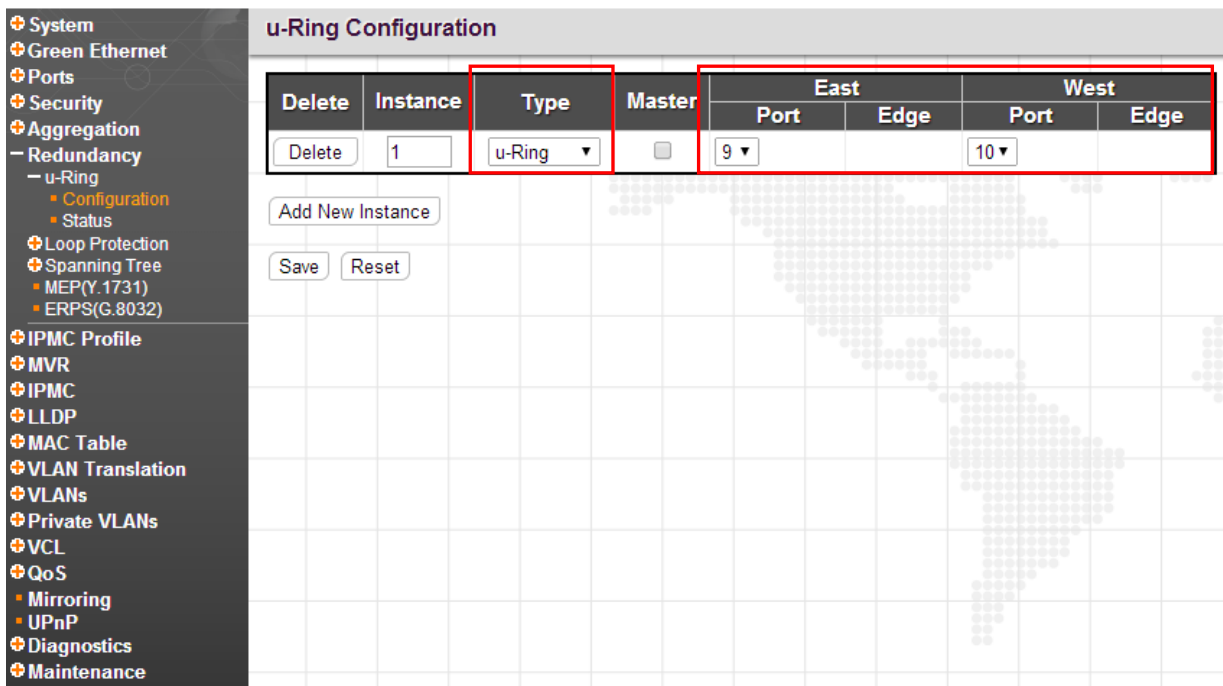 System
Green Ethernet
Ports
Security
Aggregation
Redundancy
u-Ring
Configuration
Status
Loop Protection
Spanning Tree
MEP(Y.1731)
ERPS(G.8032)
IPMC Profile
MVR
IPMC
LLDP
MAC Table
VLAN Translation
VLANs
Private VLANs
VCL
QoS
Mirroring
UPnP
Diagnostics
Maintenance
u-Ring Configuration
Delete Instance Type Master East West
Port Edge Port Edge
Delete 1 u-Ring 9 10
Add New Instance
Save Reset